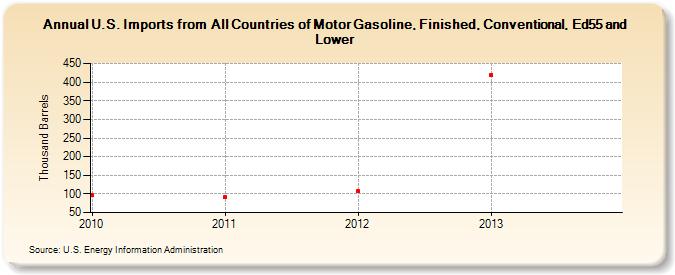 Annual U.S. Imports from All Countries of Motor Gasoline, Finished, Conventional, Ed55 and
Lower
Thousand Barrels
450
400
350
300
250
200
150
100
50
2010 2011 2012 2013
Source: U.S. Energy Information Administration